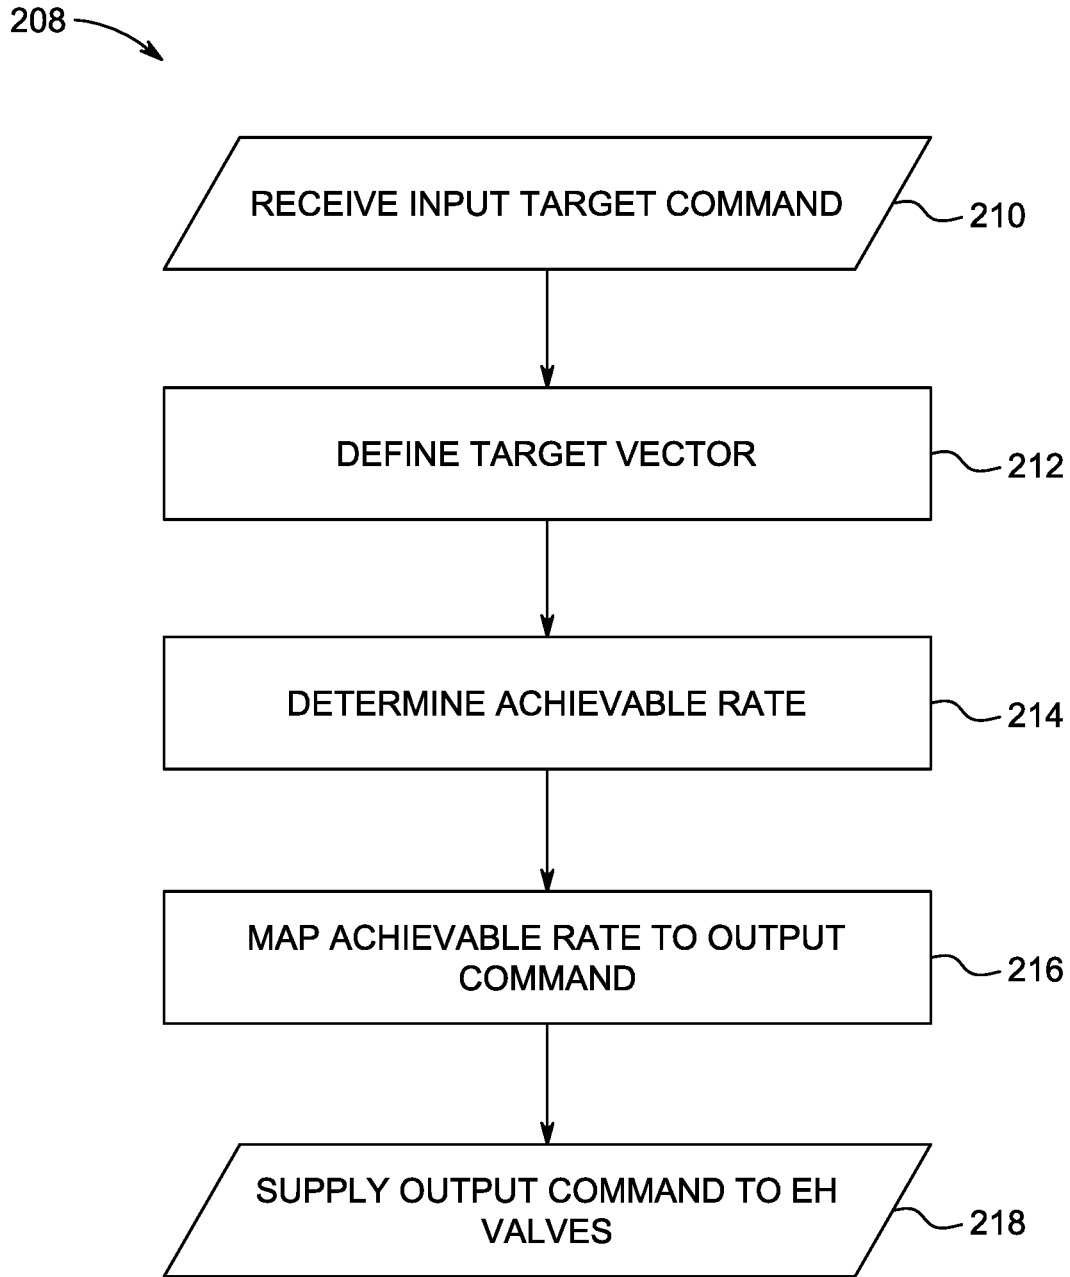 208
RECEIVE INPUT TARGET COMMAND
210
DEFINE TARGET VECTOR
212
DETERMINE ACHIEVABLE RATE
214
MAP ACHIEVABLE RATE TO OUTPUT
COMMAND
216
SUPPLY OUTPUT COMMAND TO EH
VALVES
218